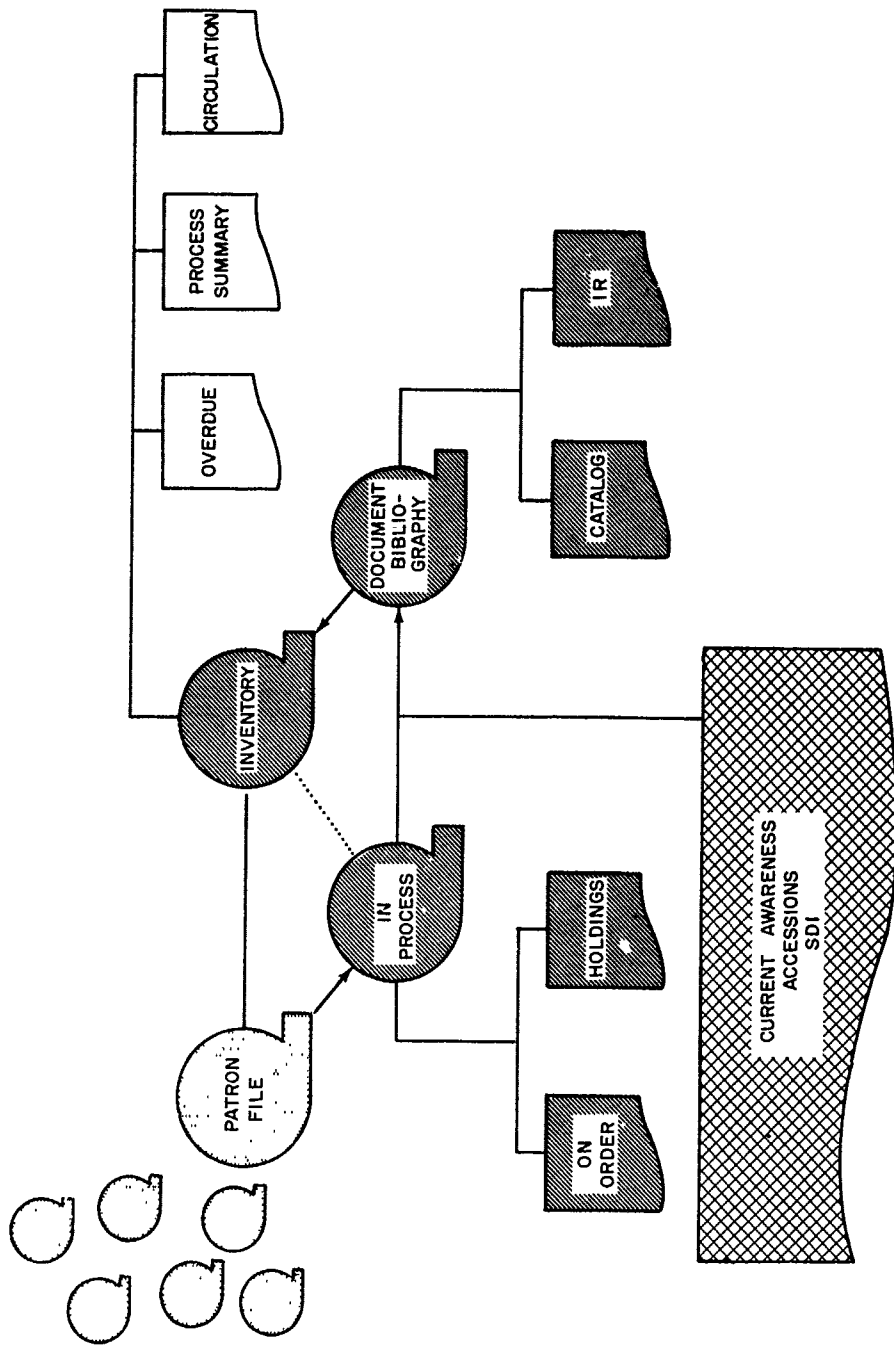 OVERDUE
PROCESS
SUMMARY
CIRCULATION
PATRON
FILE
INVENTORY
IN
PROCESS
DOCUMENT
BIBLIO-
GRAPHY
ON
ORDER
HOLDINGS
CATALOG
IR
CURRENT AWARENESS
ACCESSIONS
SDI